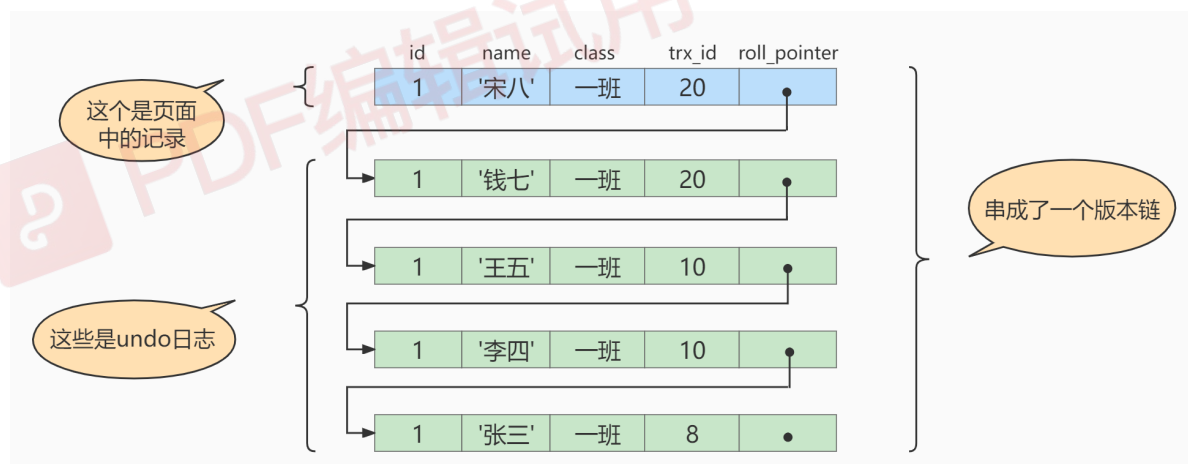 PDF编辑试用
id name class trx_id roll_pointer
1 '宋八' 一班 20
这个是页面
中的记录
1 '钱七' 一班 20
串成了一个版本链
1 '王五' 一班 10
这些是undo日志
1 '李四' 一班 10
1 '张三' 一班 8